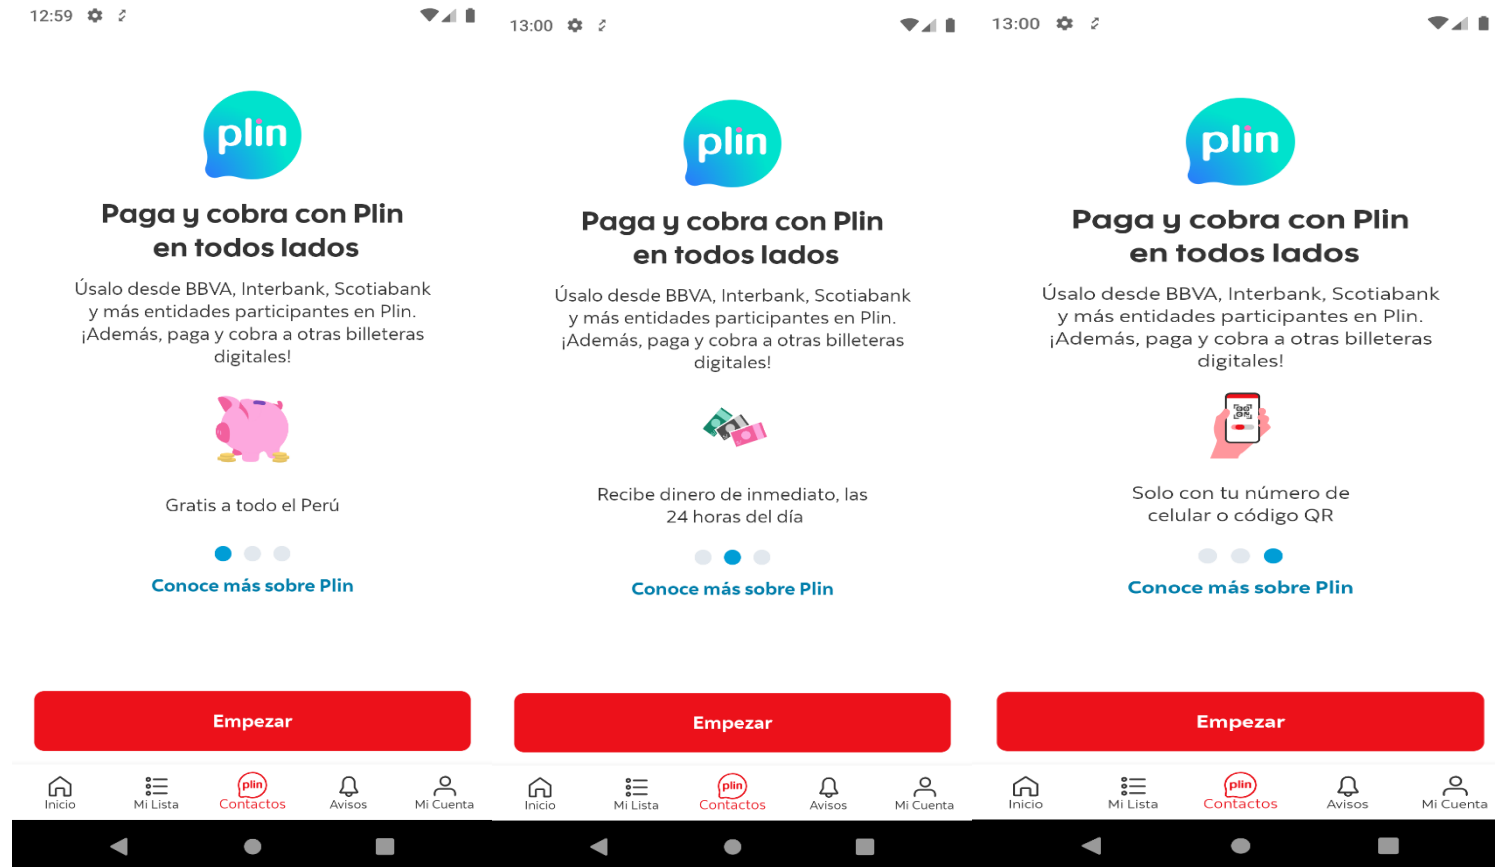 12:59
plin
Paga y cobra con Plin
en todos lados
Úsalo desde BBVA, Interbank, Scotiabank
y más entidades participantes en Plin.
¡Además, paga y cobra a otras billeteras
digitales!
Gratis a todo el Perú
Conoce más sobre Plin
Empezar
Inicio
Mi Lista
plin
Contactos
Avisos
Mi Cuenta
13:00
plin
Paga y cobra con Plin
en todos lados
Úsalo desde BBVA, Interbank, Scotiabank
y más entidades participantes en Plin.
¡Además, paga y cobra a otras billeteras
digitales!
Recibe dinero de inmediato, las
24 horas del día
Conoce más sobre Plin
Empezar
Inicio
Mi Lista
plin
Contactos
Avisos
Mi Cuenta
13:00
plin
Paga y cobra con Plin
en todos lados
Úsalo desde BBVA, Interbank, Scotiabank
y más entidades participantes en Plin.
¡Además, paga y cobra a otras billeteras
digitales!
Solo con tu número de
celular o código QR
Conoce más sobre Plin
Empezar
Inicio
Mi Lista
plin
Contactos
Avisos
Mi Cuenta